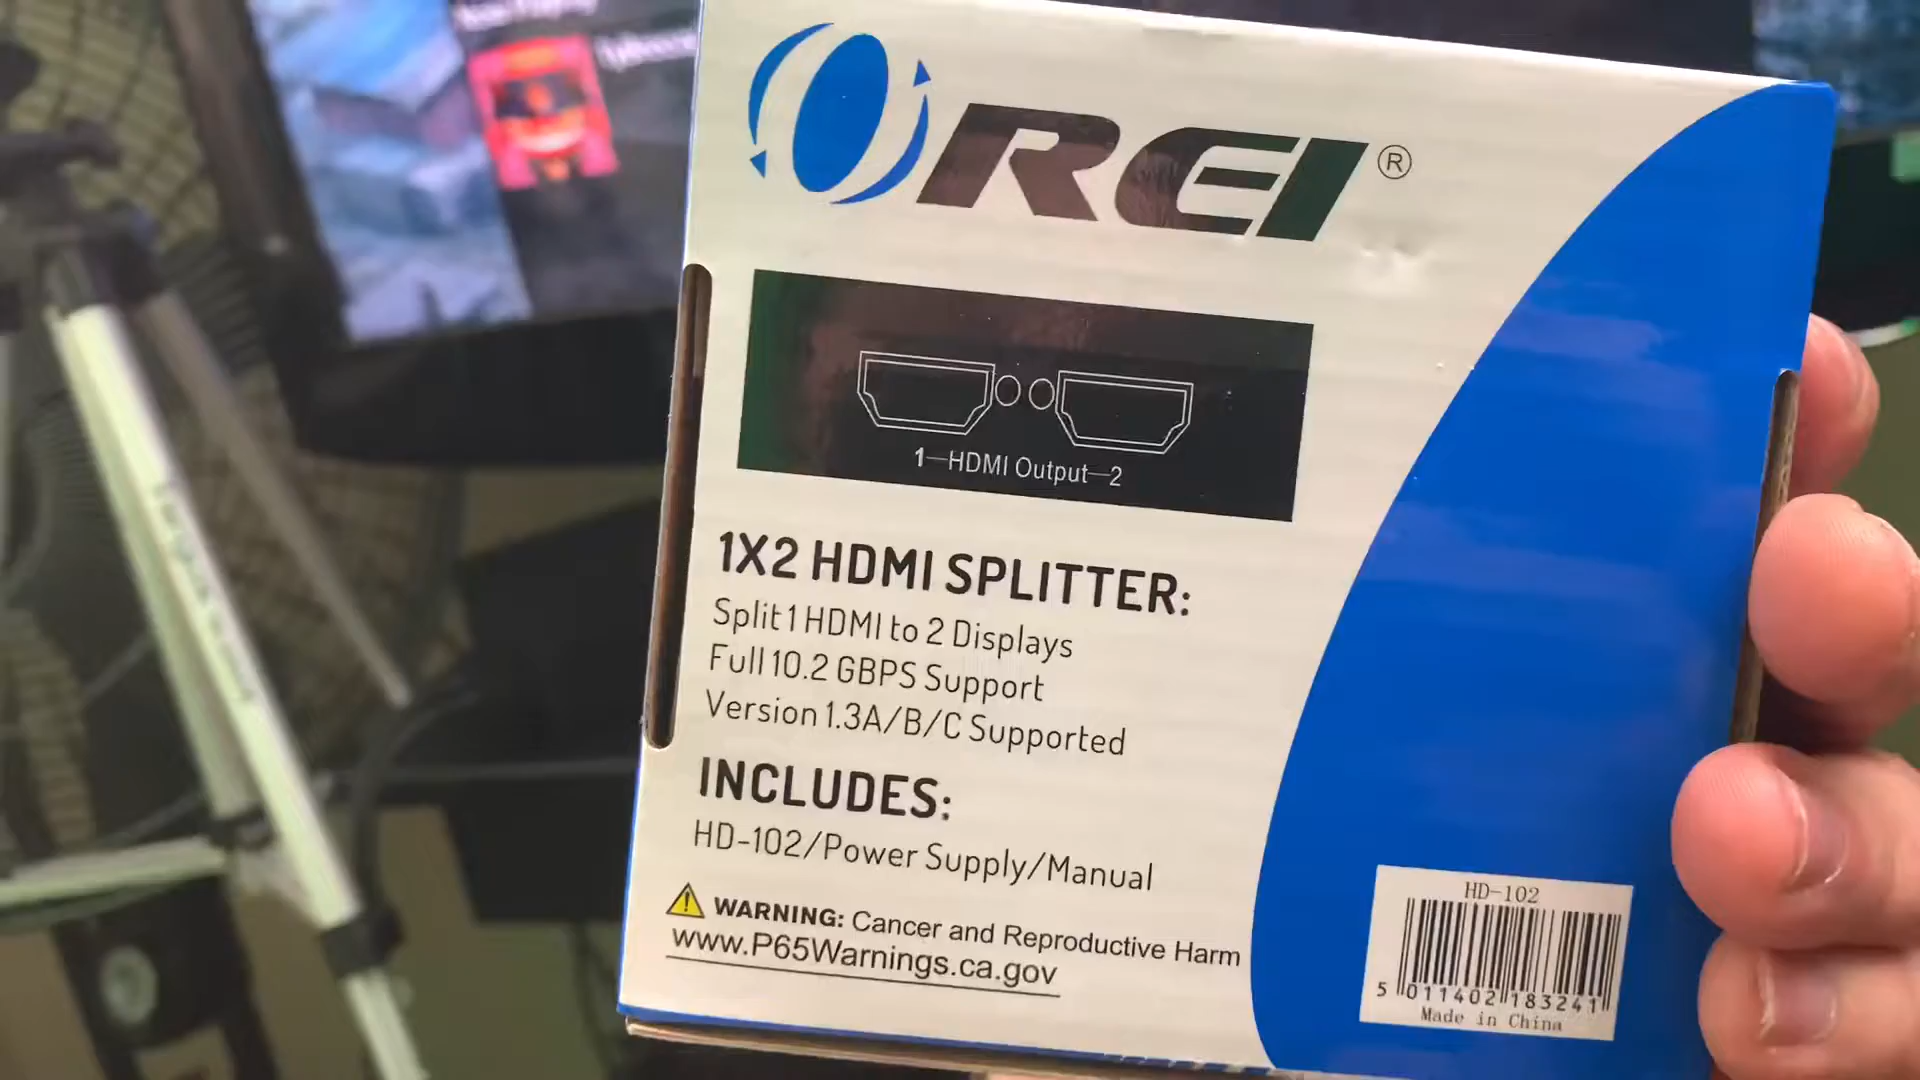 OREI®
1—HDMI Output—2
1X2 HDMI SPLITTER:
Split 1 HDMI to 2 Displays
Full 10.2 GBPS Support
Version 1.3A/B/C Supported
INCLUDES:
HD-102/Power Supply/Manual
WARNING: Cancer and Reproductive Harm
www.P65Warnings.ca.gov
HD-102
5 011402 183241
Made in China